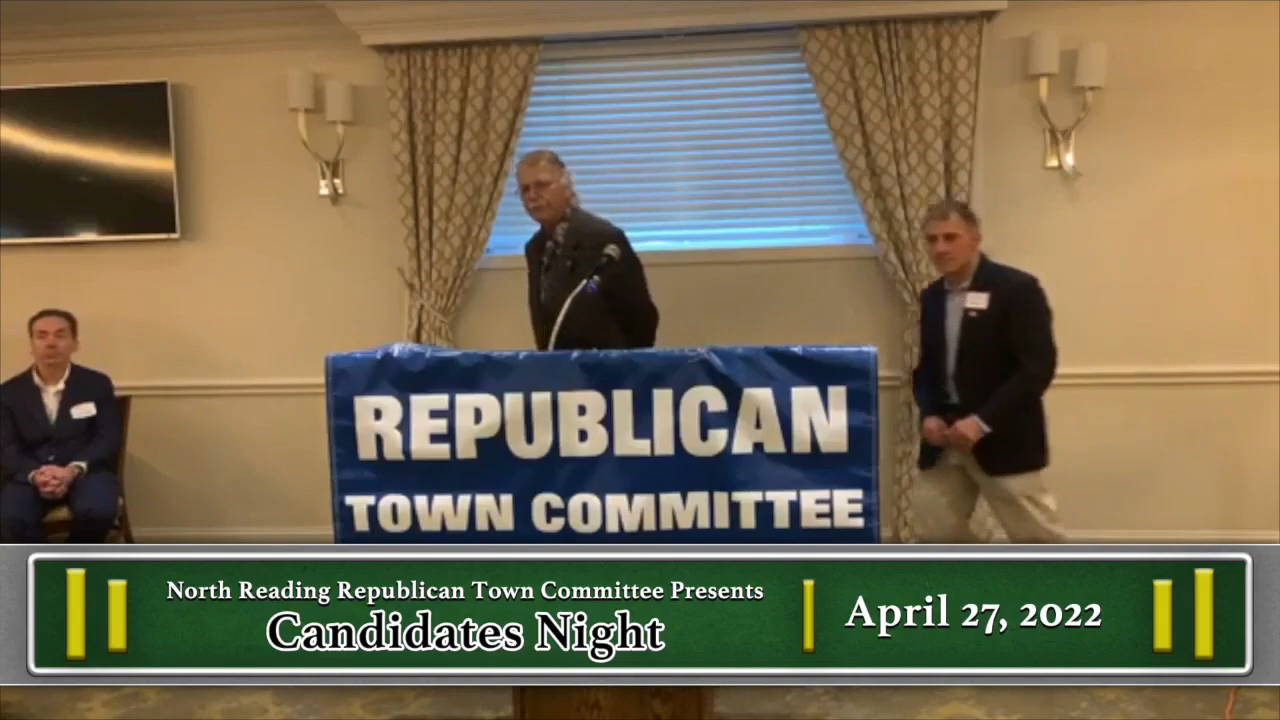 REPUBLICAN
TOWN COMMITTEE
North Reading Republican Town Committee Presents
Candidates Night
April 27, 2022